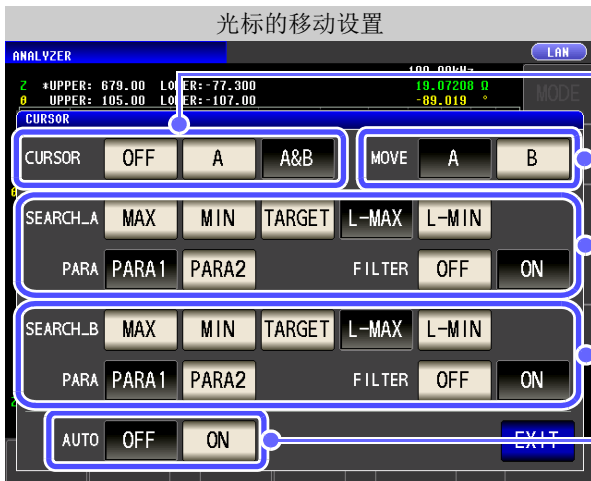 光标的移动设置
ANALYZER LAN
Z *UPPER: 679.00 LOWER:-77.300 19.07208 Ω
θ UPPER: 105.00 LOWER:-107.00 -89.019 °
MODE
CURSOR
CURSOR OFF A A&B MOVE A B
SEARCH_A MAX MIN TARGET L-MAX L-MIN
PARA PARA1 PARA2 FILTER OFF ON
SEARCH_B MAX MIN TARGET L-MAX L-MIN
PARA PARA1 PARA2 FILTER OFF ON
AUTO OFF ON EXIT